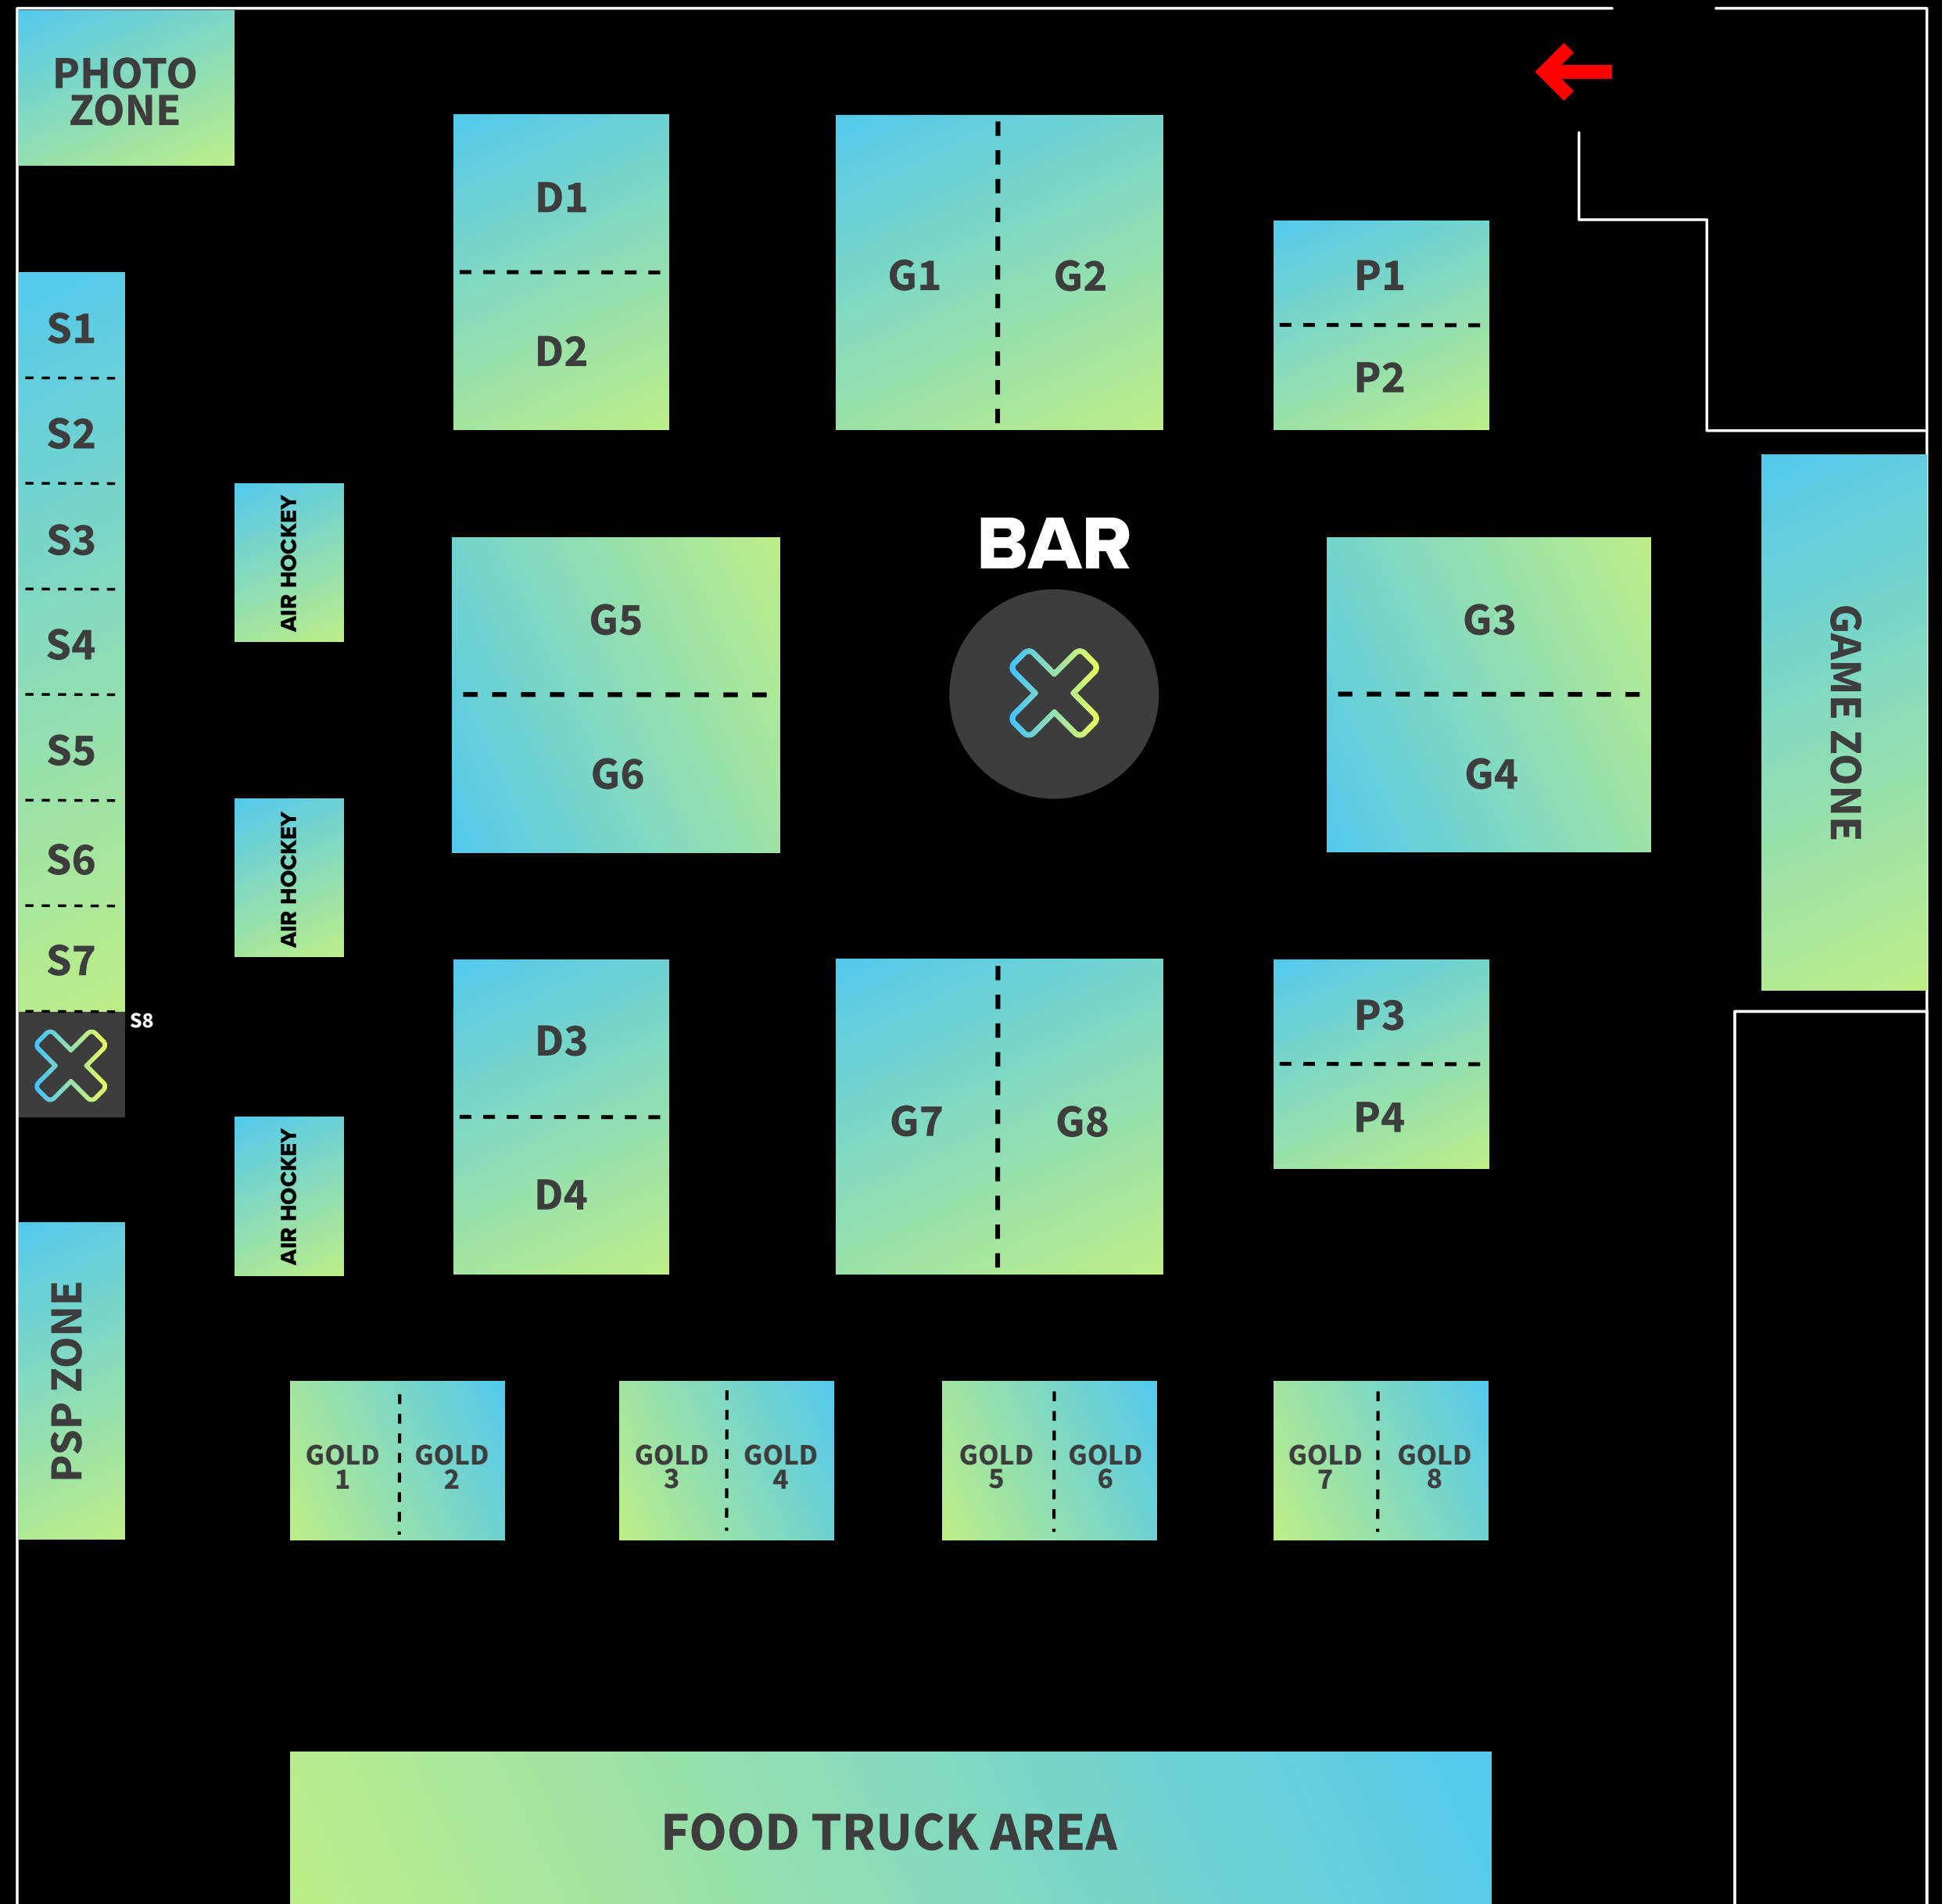 PHOTO
ZONE
D1
D2
G1
G2
P1
P2
S1
S2
S3
S4
S5
S6
S7
S8
AIR HOCKEY
AIR HOCKEY
AIR HOCKEY
G5
G6
BAR
G3
G4
GAME ZONE
D3
D4
G7
G8
P3
P4
PSP ZONE
GOLD
1
GOLD
2
GOLD
3
GOLD
4
GOLD
5
GOLD
6
GOLD
7
GOLD
8
FOOD TRUCK AREA